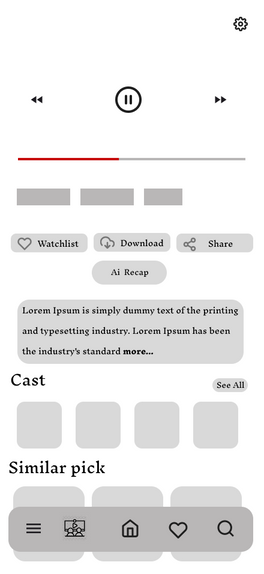 Watchlist
Download
Share
Ai Recap
Lorem Ipsum is simply dummy text of the printing
and typesetting industry. Lorem Ipsum has been
the industry's standard more...
Cast
See All
Similar pick